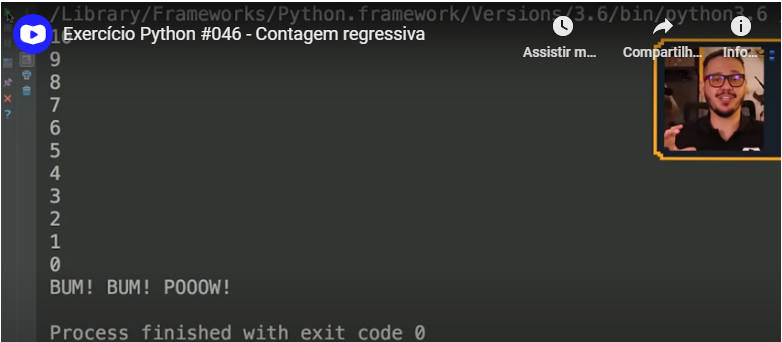 /Library/Frameworks/Python.framework/Versions/3.6/bin/python3.6
Exercício Python #046 - Contagem regressiva
Assistir m...
Compartilh...
Info...
10
9
8
7
6
5
4
3
2
1
0
BUM! BUM! POOOW!
Process finished with exit code 0